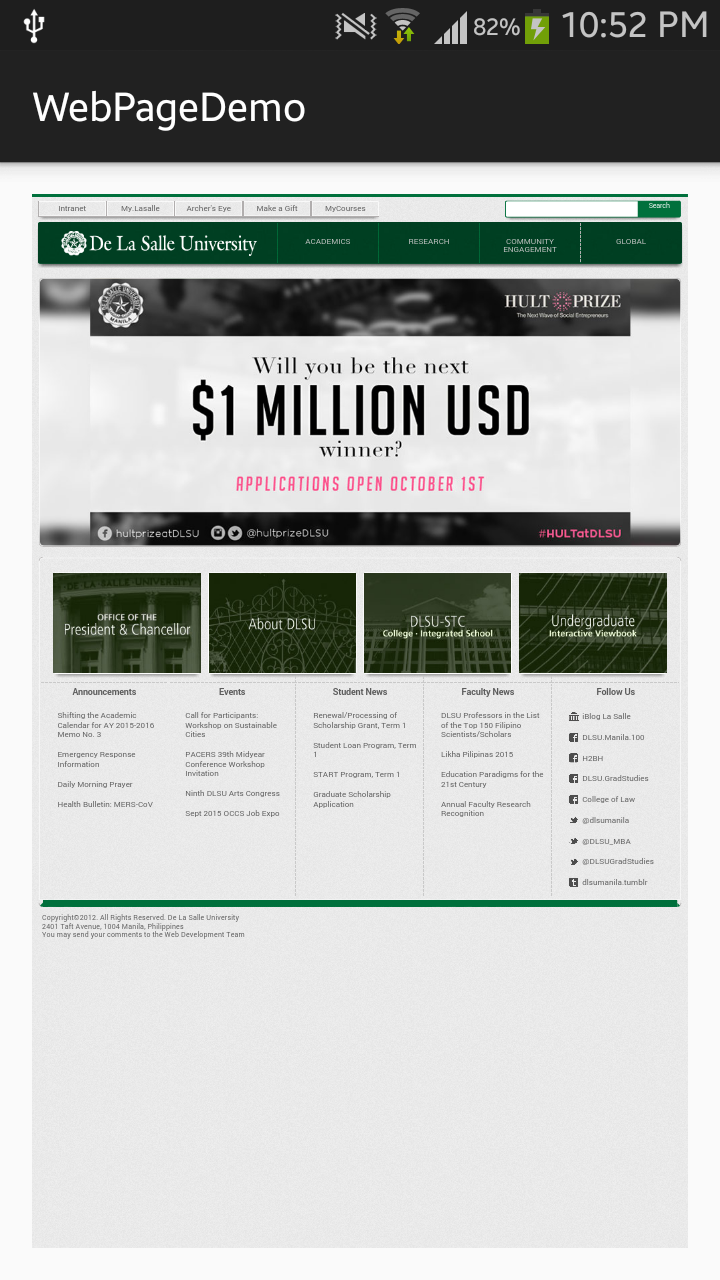 82% 10:52 PM
WebPageDemo
Intranet My.Lasalle Archer's Eye Make a Gift MyCourses Search
De La Salle University ACADEMICS RESEARCH COMMUNITY ENGAGEMENT GLOBAL
HULT PRIZE
The Next Wave of Social Entrepreneurs
Will you be the next
$1 MILLION USD
winner?
APPLICATIONS OPEN OCTOBER 1ST
hultprizeatDLSU @hultprizeDLSU #HULTatDLSU
DE LA SALLE UNIVERSITY
OFFICE OF THE
President & Chancellor
About DLSU
DLSU-STC
College · Integrated School
Undergraduate
Interactive Viewbook
Announcements
Shifting the Academic
Calendar for AY 2015-2016
Memo No. 3
Emergency Response
Information
Daily Morning Prayer
Health Bulletin: MERS-CoV
Events
Call for Participants:
Workshop on Sustainable
Cities
PACERS 39th Midyear
Conference Workshop
Invitation
Ninth DLSU Arts Congress
Sept 2015 OCCS Job Expo
Student News
Renewal/Processing of
Scholarship Grant, Term 1
Student Loan Program, Term
1
START Program, Term 1
Graduate Scholarship
Application
Faculty News
DLSU Professors in the List
of the Top 150 Filipino
Scientists/Scholars
Likha Pilipinas 2015
Education Paradigms for the
21st Century
Annual Faculty Research
Recognition
Follow Us
iBlog La Salle
DLSU.Manila.100
H2BH
DLSU.GradStudies
College of Law
@dlsumanila
@DLSU_MBA
@DLSUGradStudies
dlsumanila.tumblr
Copyright©2012. All Rights Reserved. De La Salle University
2401 Taft Avenue, 1004 Manila, Philippines
You may send your comments to the Web Development Team